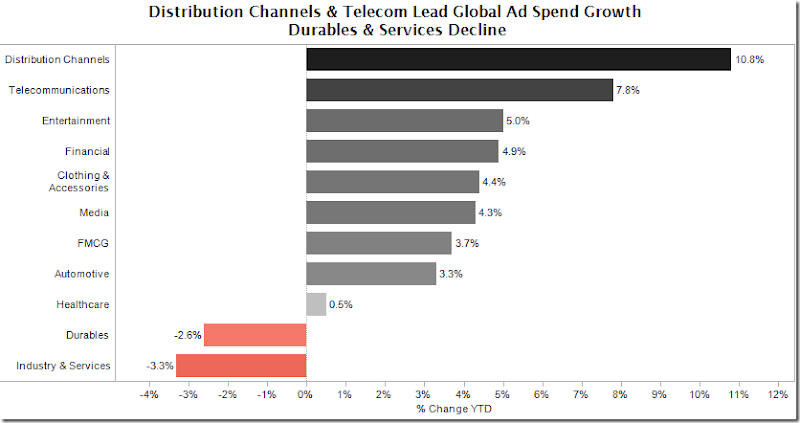 Distribution Channels & Telecom Lead Global Ad Spend Growth
Durables & Services Decline
Distribution Channels 10.8%
Telecommunications 7.8%
Entertainment 5.0%
Financial 4.9%
Clothing &
Accessories 4.4%
Media 4.3%
FMCG 3.7%
Automotive 3.3%
Healthcare 0.5%
Durables -2.6%
Industry & Services -3.3%
-4% -3% -2% -1% 0% 1% 2% 3% 4% 5% 6% 7% 8% 9% 10% 11% 12%
% Change YTD